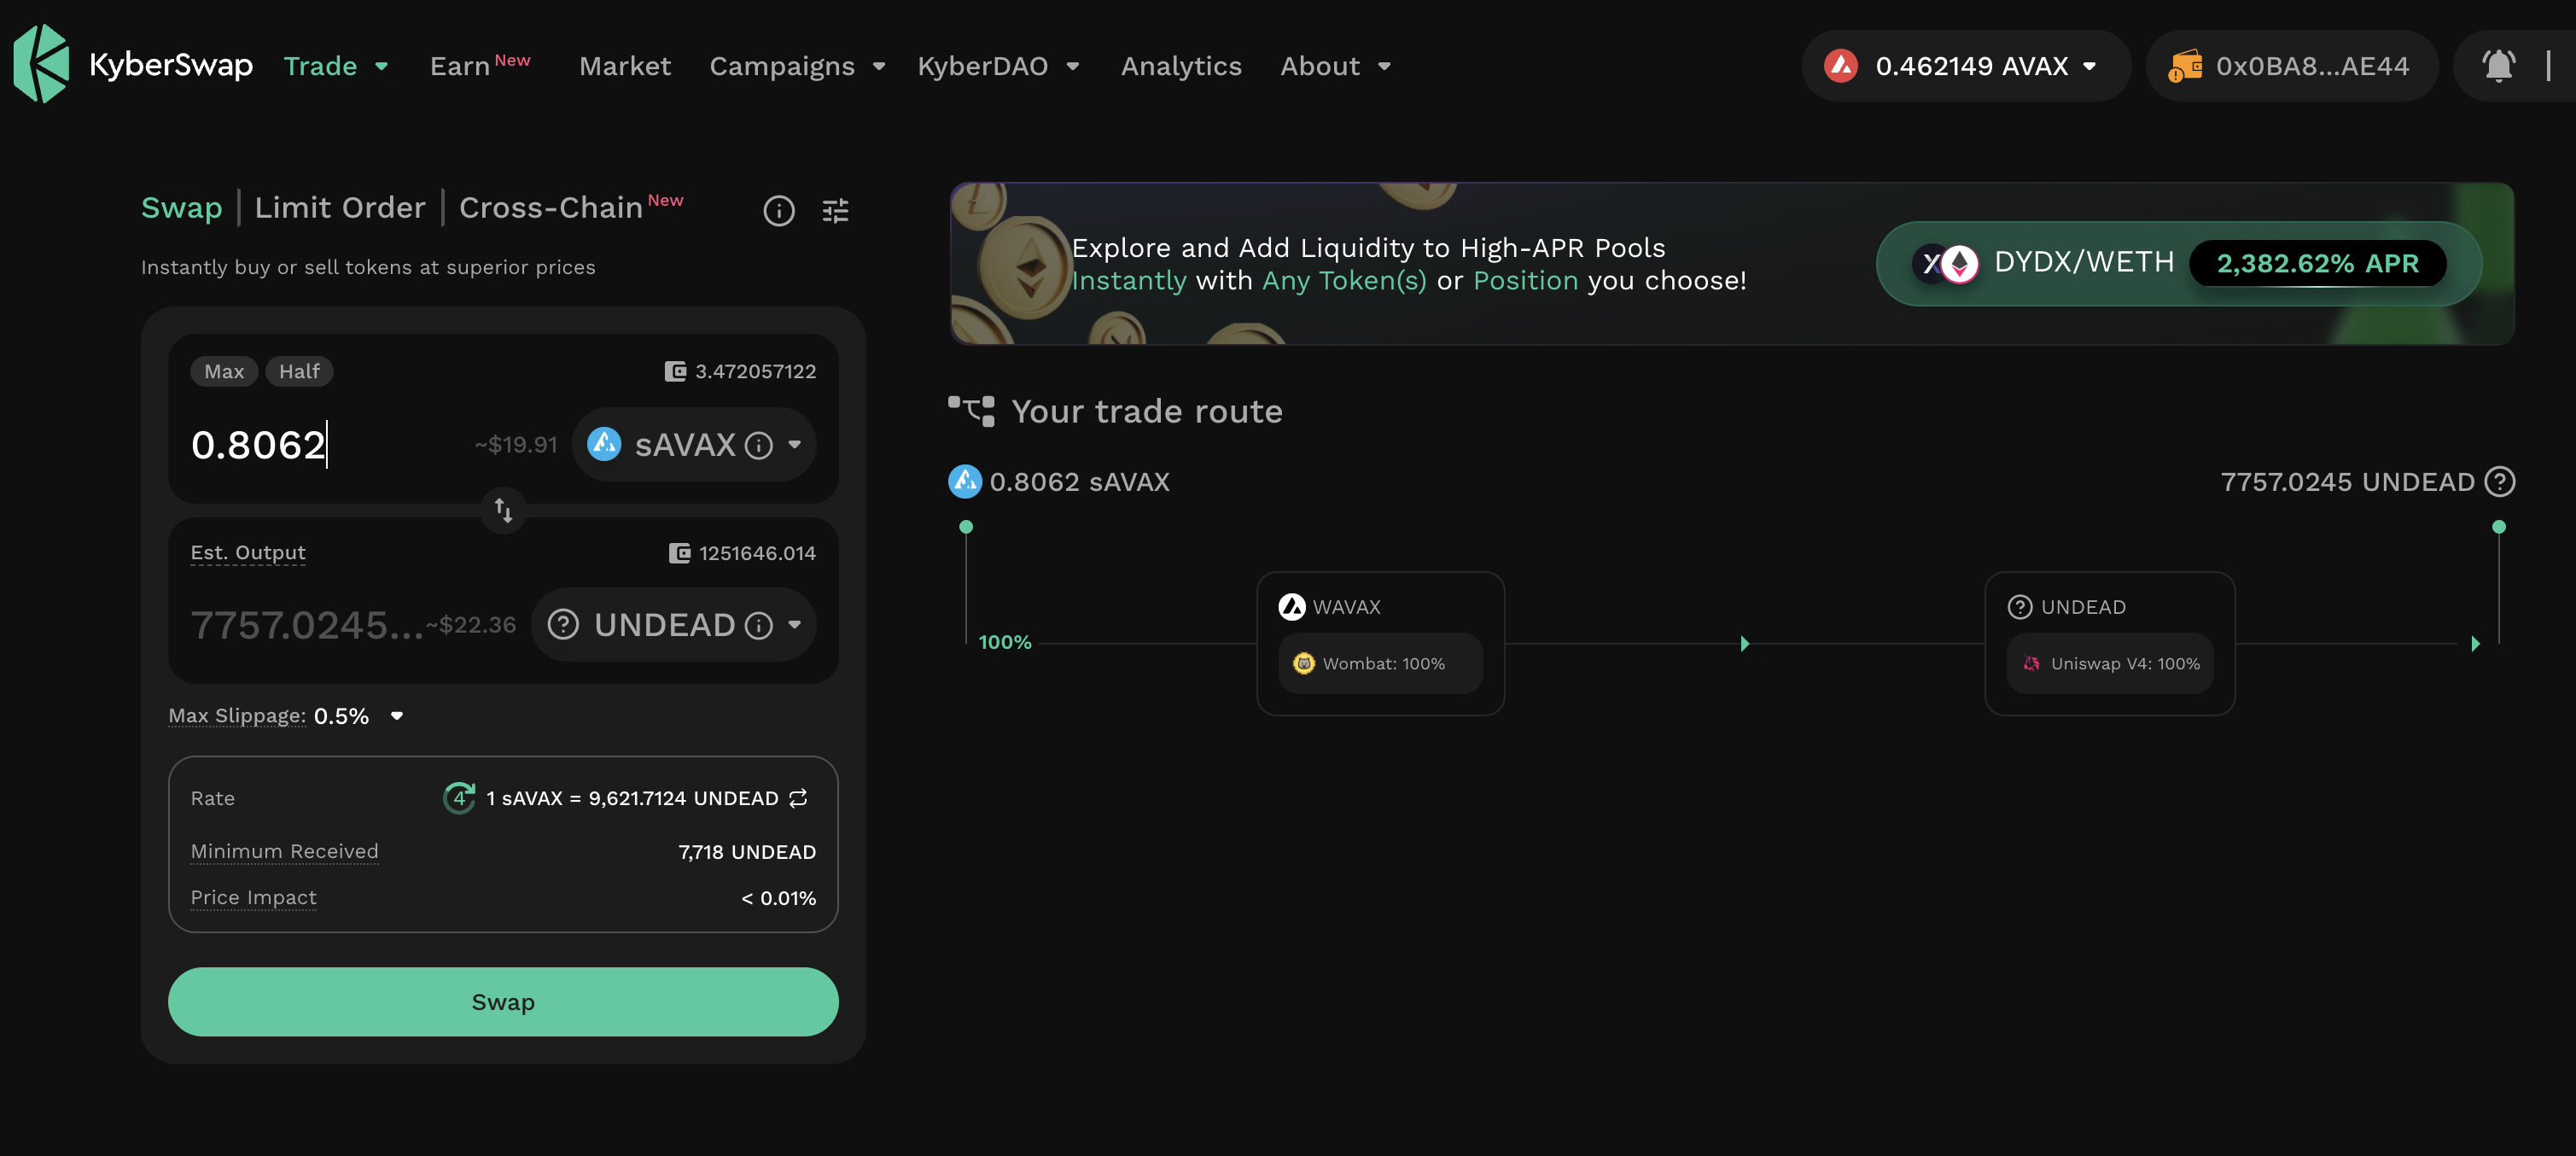 KyberSwap Trade Earn New Market Campaigns KyberDAO Analytics About 0.462149 AVAX 0x0BA8...AE44
Swap | Limit Order | Cross-Chain New
Instantly buy or sell tokens at superior prices
Max Half 3.472057122
0.8062 ~$19.91 sAVAX
Est. Output 1251646.014
7757.0245... ~$22.36 UNDEAD
Max Slippage: 0.5%
Rate 4 1 sAVAX = 9,621.7124 UNDEAD
Minimum Received 7,718 UNDEAD
Price Impact < 0.01%
Swap
Explore and Add Liquidity to High-APR Pools
Instantly with Any Token(s) or Position you choose!
DYDX/WETH 2,382.62% APR
Your trade route
0.8062 sAVAX 7757.0245 UNDEAD
100%
WAVAX
Wombat: 100%
UNDEAD
Uniswap V4: 100%